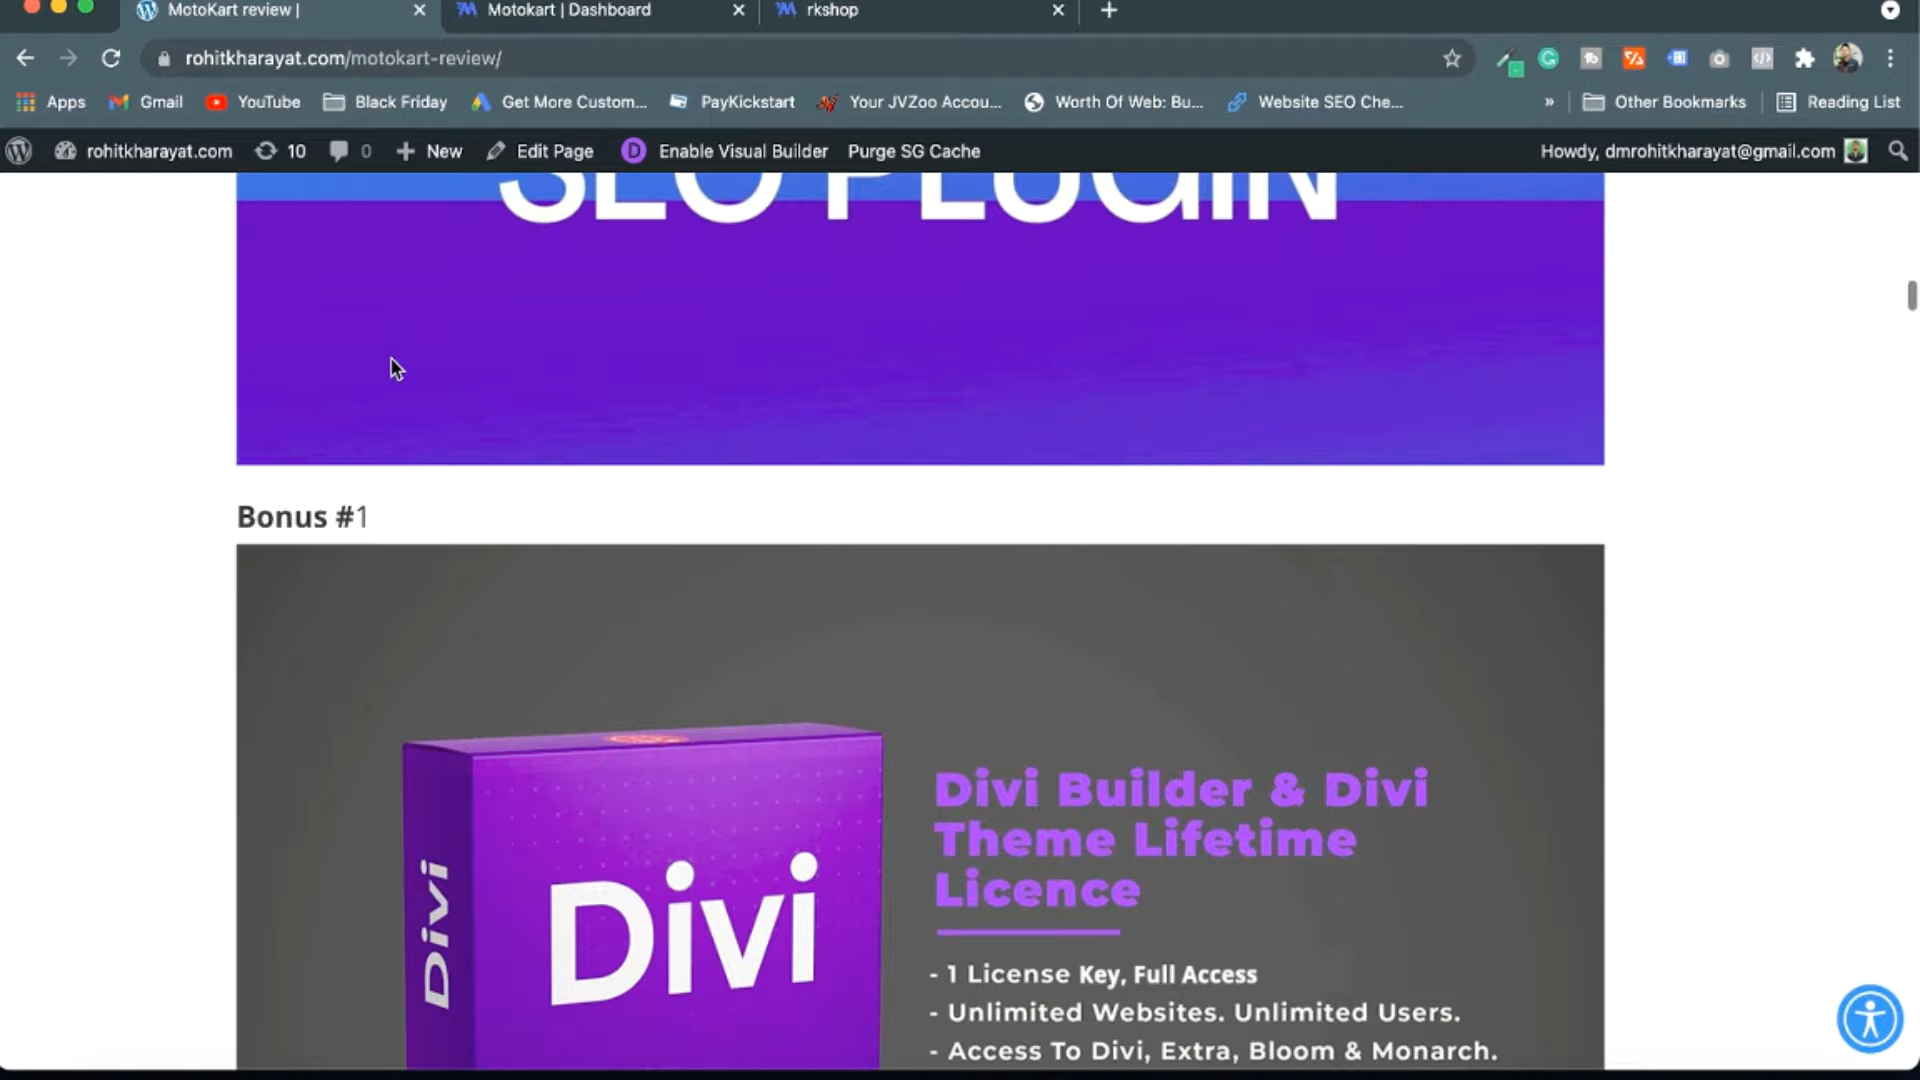 MotoKart review |
Motokart | Dashboard
rkshop
rohitkharayat.com/motokart-review/
Apps
Gmail
YouTube
Black Friday
Get More Custom...
PayKickstart
Your JVZoo Accou...
Worth Of Web: Bu...
Website SEO Che...
»
Other Bookmarks
Reading List
rohitkharayat.com
10
0
New
Edit Page
D
Enable Visual Builder
Purge SG Cache
Howdy, dmrohitkharayat@gmail.com
SEO PLUGIN
Bonus #1
Divi
Divi
Divi Builder & Divi
Theme Lifetime
Licence
- 1 License Key, Full Access
- Unlimited Websites. Unlimited Users.
- Access To Divi, Extra, Bloom & Monarch.